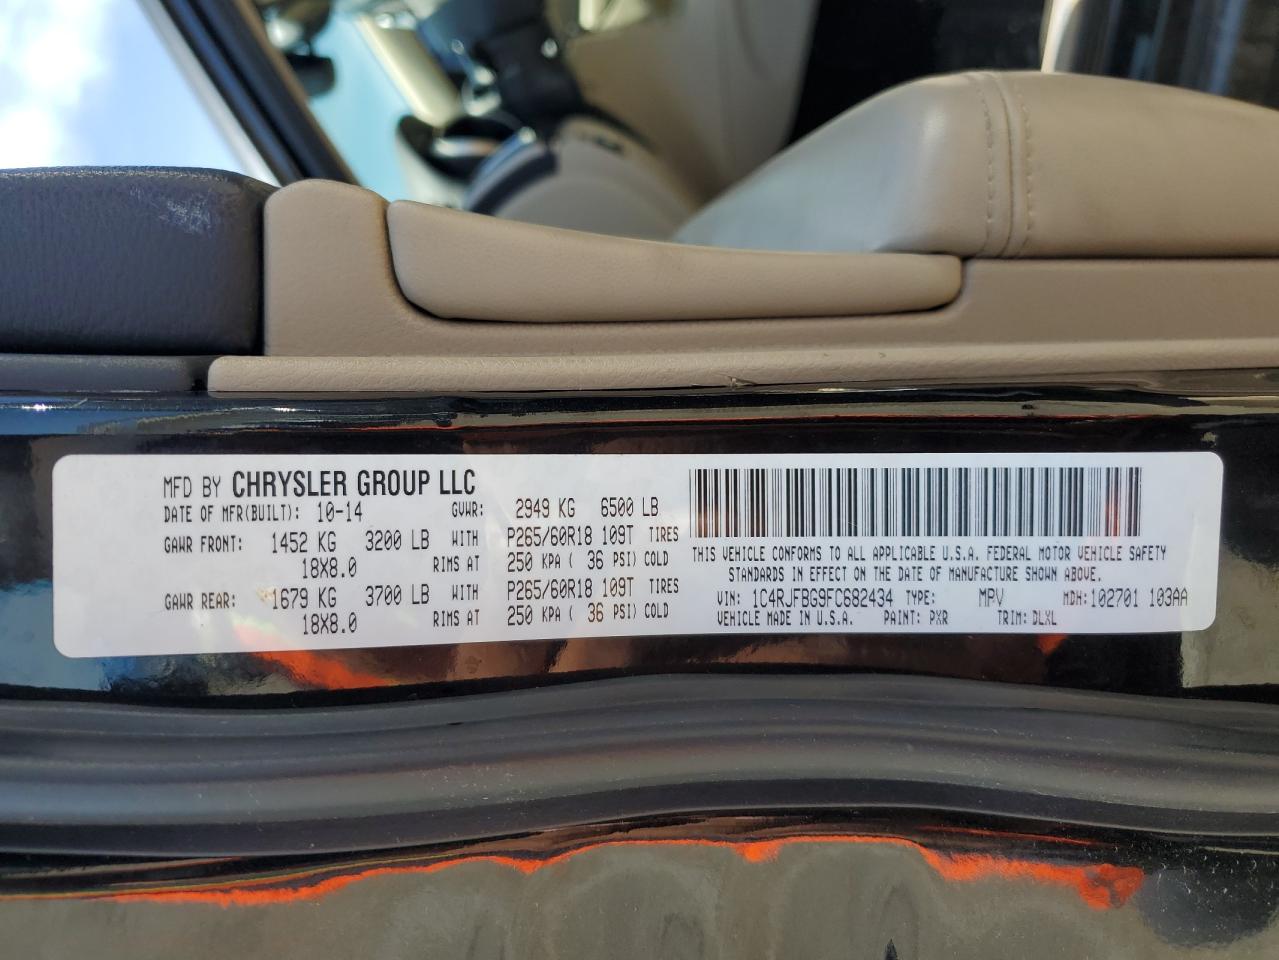 MFD BY CHRYSLER GROUP LLC
DATE OF MFR(BUILT): 10-14 GVWR: 2949 KG 6500 LB
GAWR FRONT: 1452 KG 3200 LB WITH P265/60R18 109T TIRES
18X8.0 RIMS AT 250 KPA ( 36 PSI) COLD
GAWR REAR: 1679 KG 3700 LB WITH P265/60R18 109T TIRES
18X8.0 RIMS AT 250 KPA ( 36 PSI) COLD
THIS VEHICLE CONFORMS TO ALL APPLICABLE U.S.A. FEDERAL MOTOR VEHICLE SAFETY
STANDARDS IN EFFECT ON THE DATE OF MANUFACTURE SHOWN ABOVE.
VIN: 1C4RJFBG9FC682434 TYPE: MPV MDH: 102701 103AA
VEHICLE MADE IN U.S.A. PAINT: PXR TRIM: DLXL